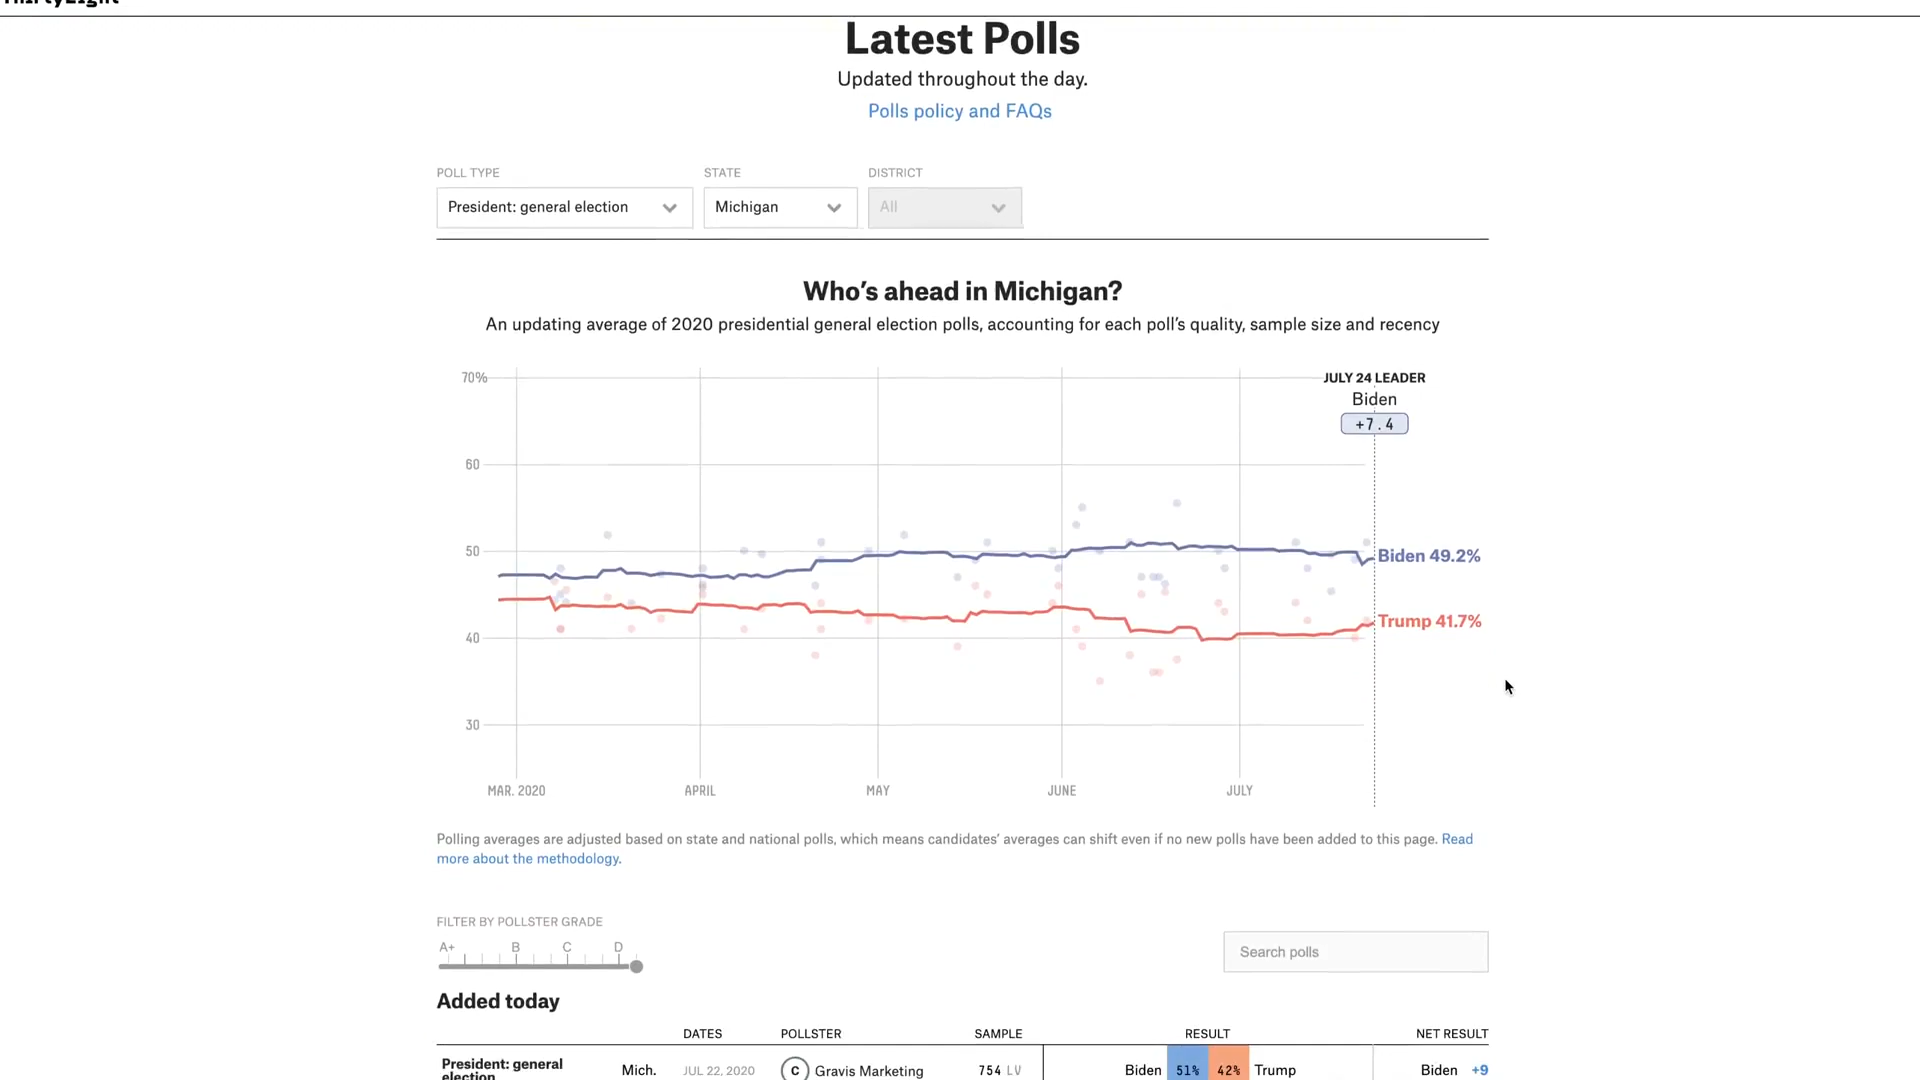 ThirtyEight
Latest Polls
Updated throughout the day.
Polls policy and FAQs
POLL TYPE STATE DISTRICT
President: general election Michigan All
Who's ahead in Michigan?
An updating average of 2020 presidential general election polls, accounting for each poll's quality, sample size and recency
70% JULY 24 LEADER
Biden
+7.4
60
50 Biden 49.2%
Trump 41.7%
40
30
MAR. 2020 APRIL MAY JUNE JULY
Polling averages are adjusted based on state and national polls, which means candidates' averages can shift even if no new polls have been added to this page. Read
more about the methodology.
FILTER BY POLLSTER GRADE
A+ B C D
Search polls
Added today
DATES POLLSTER SAMPLE RESULT NET RESULT
President: general Mich. JUL 22, 2020 C Gravis Marketing 754 LV Biden 51% 42% Trump Biden +9
election